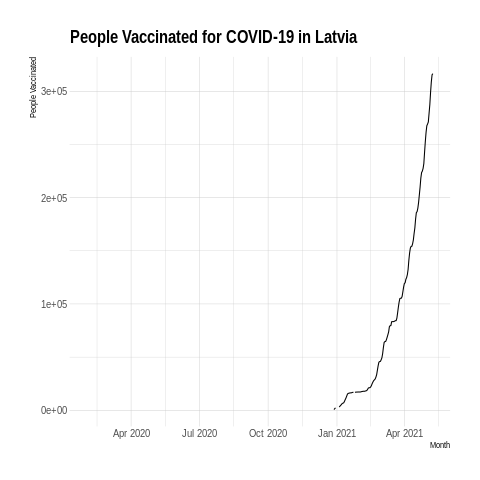 People Vaccinated for COVID-19 in Latvia
People Vaccinated
3e+05
2e+05
1e+05
0e+00
Apr 2020 Jul 2020 Oct 2020 Jan 2021 Apr 2021
Month